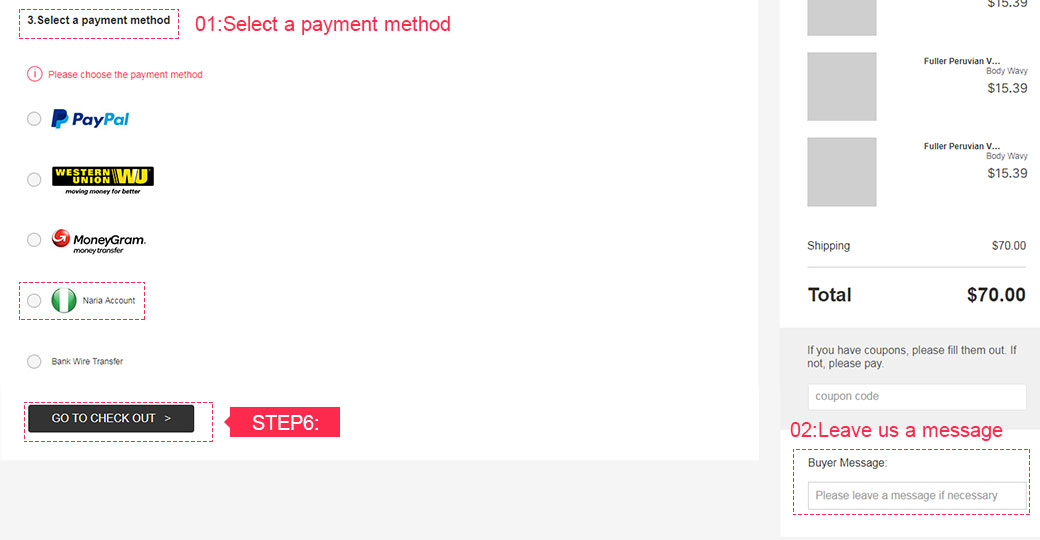 3.Select a payment method
01:Select a payment method
Please choose the payment method
PayPal
WESTERN
UNION WU
moving money for better
MoneyGram.
money transfer
Naria Account
Bank Wire Transfer
GO TO CHECK OUT >
STEP6:
$15.39
Fuller Peruvian V...
Body Wavy
$15.39
Fuller Peruvian V...
Body Wavy
$15.39
Shipping $70.00
Total $70.00
If you have coupons, please fill them out. If
not, please pay.
coupon code
02:Leave us a message
Buyer Message:
Please leave a message if necessary